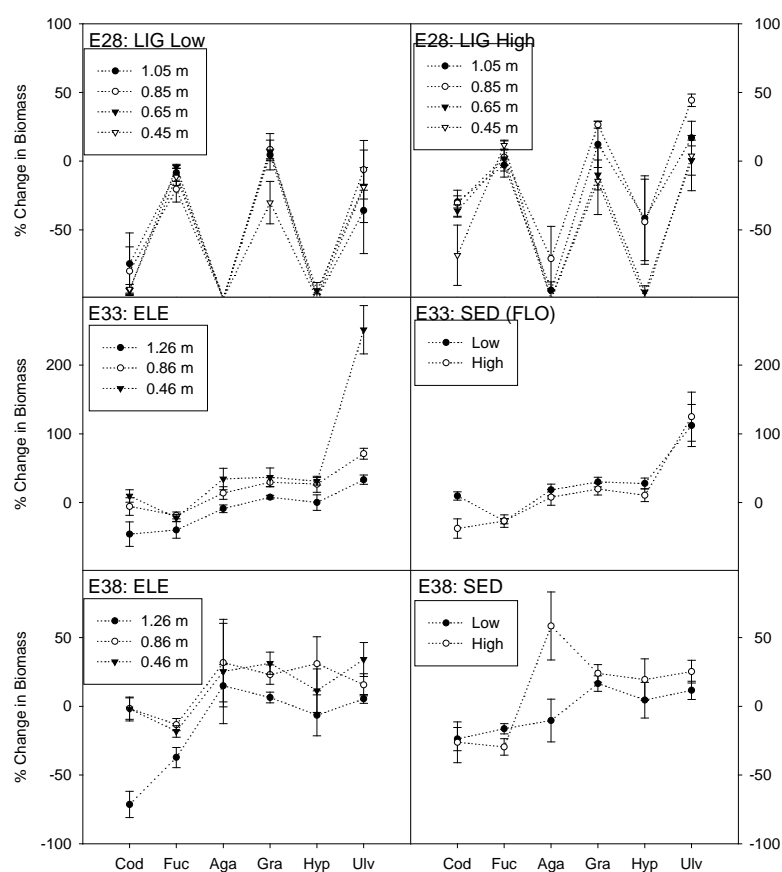 E28: LIG Low
E28: LIG High
1.05 m
0.85 m
0.65 m
0.45 m
1.05 m
0.85 m
0.65 m
0.45 m
% Change in Biomass
100
50
0
-50
100
50
0
-50
E33: ELE
E33: SED (FLO)
1.26 m
0.86 m
0.46 m
Low
High
% Change in Biomass
200
100
0
200
100
0
E38: ELE
E38: SED
1.26 m
0.86 m
0.46 m
Low
High
% Change in Biomass
50
0
-50
-100
50
0
-50
-100
Cod Fuc Aga Gra Hyp Ulv
Cod Fuc Aga Gra Hyp Ulv